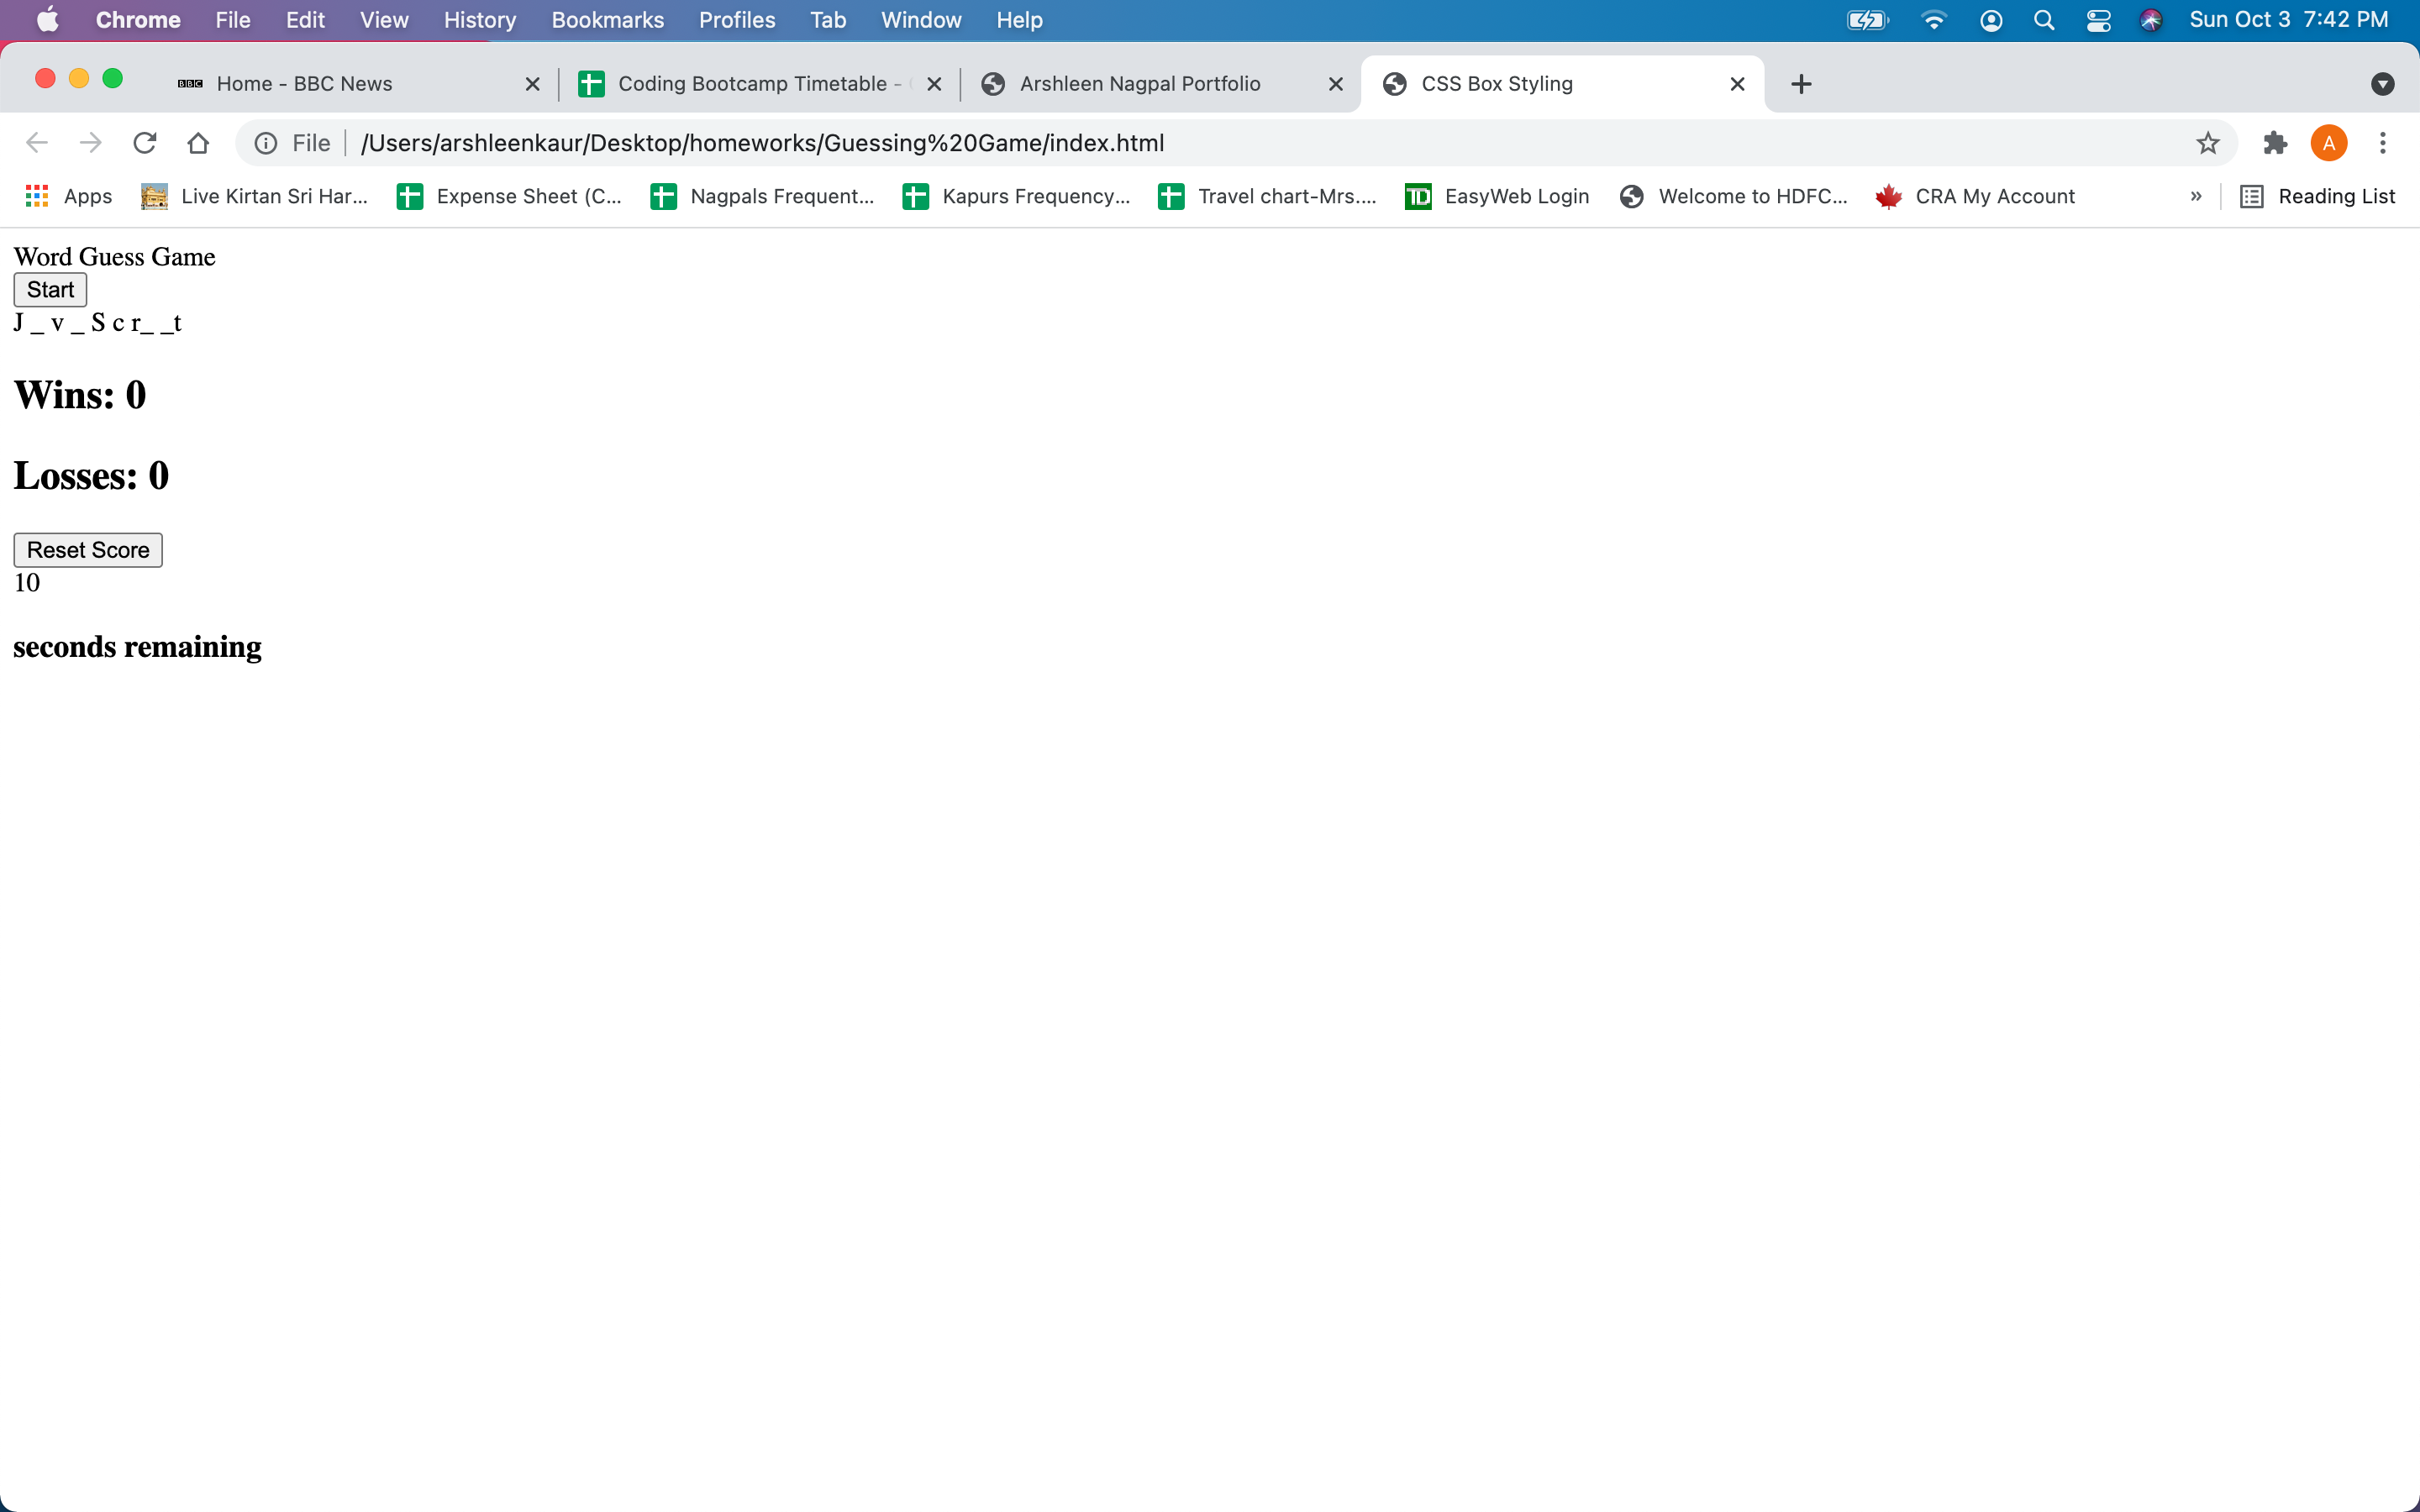 Chrome File Edit View History Bookmarks Profiles Tab Window Help Sun Oct 3 7:42 PM
BBC Home - BBC News Coding Bootcamp Timetable - Arshleen Nagpal Portfolio CSS Box Styling
File /Users/arshleenkaur/Desktop/homeworks/Guessing%20Game/index.html A
Apps Live Kirtan Sri Har... Expense Sheet (C... Nagpals Frequent... Kapurs Frequency... Travel chart-Mrs.... TD EasyWeb Login Welcome to HDFC... CRA My Account » Reading List
Word Guess Game
Start
J _ v _ S c r_ _t
Wins: 0
Losses: 0
Reset Score
10
seconds remaining